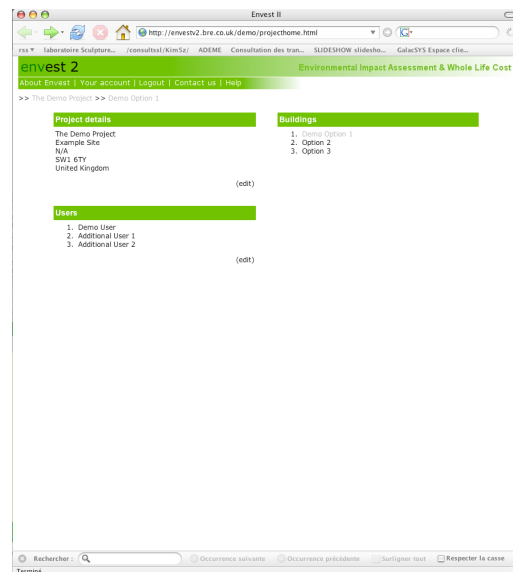 Envest II
http://envestv2.bre.co.uk/demo/projecthome.html
rss laboratoire Sculpture... /consultssl/KimSz/ ADEME Consultation des tran... SLIDESHOW slidesho... GalacSYS Espace clie...
envest 2
Environmental Impact Assessment & Whole Life Cost
About Envest | Your account | Logout | Contact us | Help
>> The Demo Project >> Demo Option 1
Project details
The Demo Project
Example Site
N/A
SW1 6TY
United Kingdom
(edit)
Buildings
1. Demo Option 1
2. Option 2
3. Option 3
Users
1. Demo User
2. Additional User 1
3. Additional User 2
(edit)
Rechercher : Occurrence suivante Occurrence précédente Surligner tout Respecter la casse
Terminé